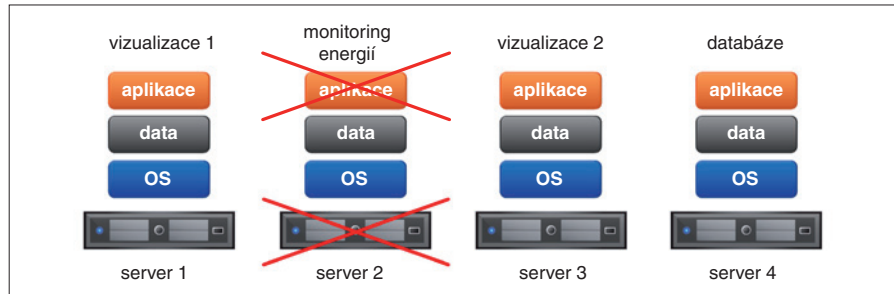 vizualizace 1
monitoring
energií
vizualizace 2
databáze
aplikace
aplikace
aplikace
aplikace
data
data
data
data
OS
OS
OS
OS
server 1
server 2
server 3
server 4